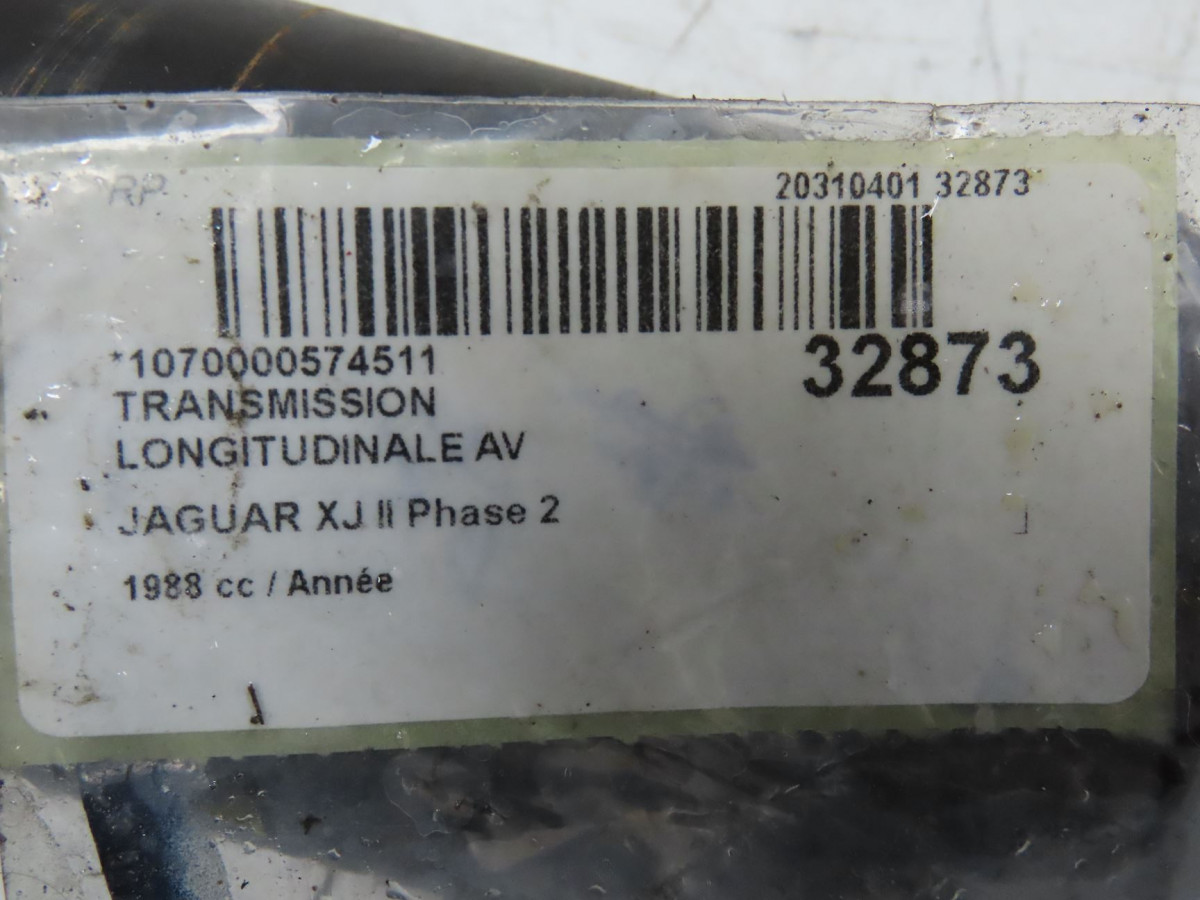 RP
20310401 32873
*1070000574511
32873
TRANSMISSION
LONGITUDINALE AV
JAGUAR XJ II Phase 2
1988 cc / Année